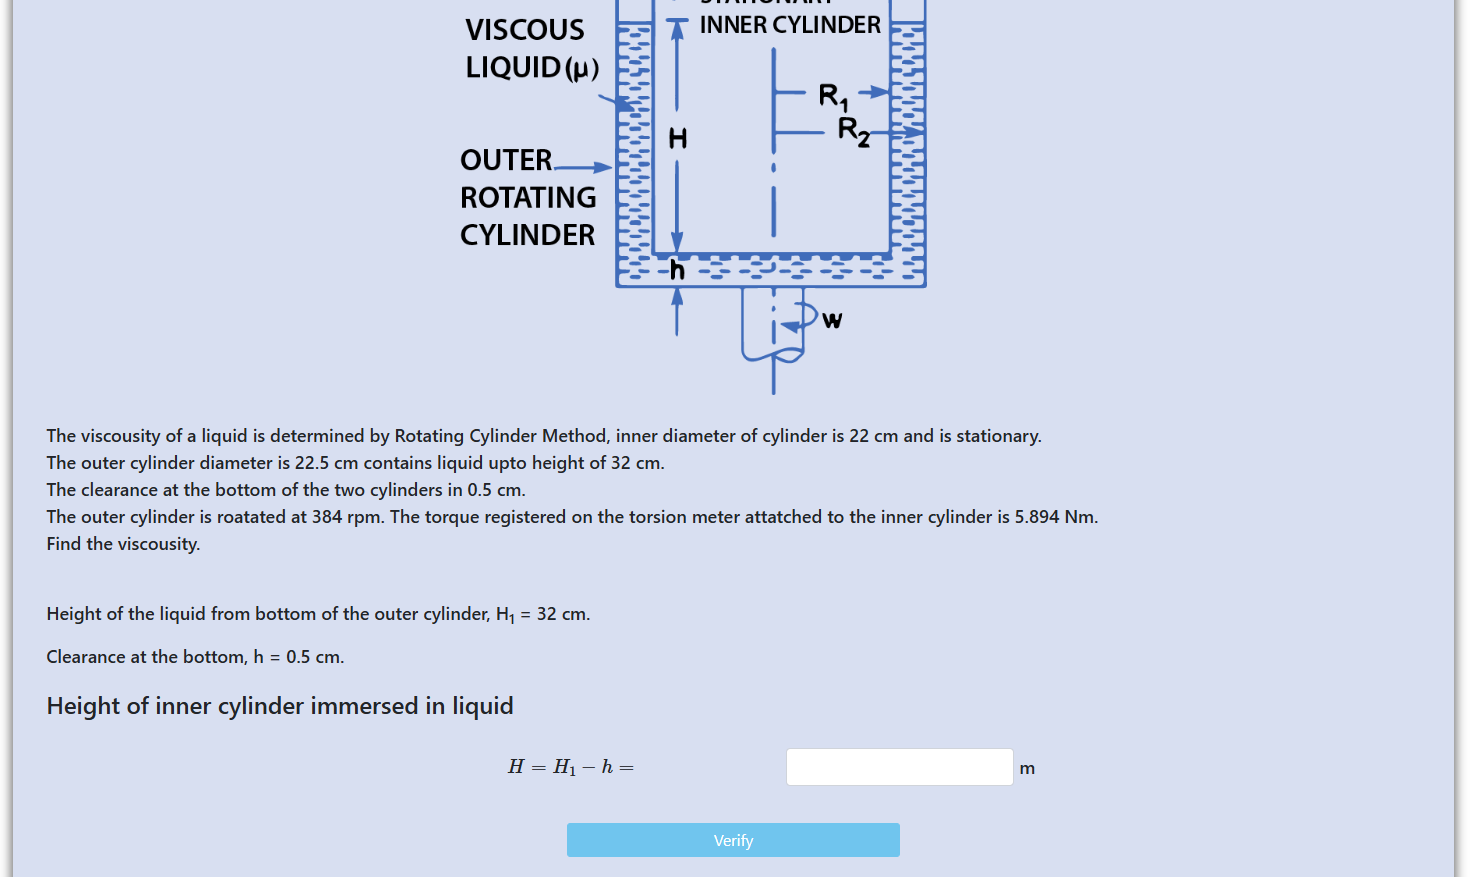 VISCOUS
LIQUID (μ)
INNER CYLINDER
R₁
R₂
H
OUTER
ROTATING
CYLINDER
h
w
The viscousity of a liquid is determined by Rotating Cylinder Method, inner diameter of cylinder is 22 cm and is stationary.
The outer cylinder diameter is 22.5 cm contains liquid upto height of 32 cm.
The clearance at the bottom of the two cylinders in 0.5 cm.
The outer cylinder is roatated at 384 rpm. The torque registered on the torsion meter attatched to the inner cylinder is 5.894 Nm.
Find the viscousity.
Height of the liquid from bottom of the outer cylinder, H₁ = 32 cm.
Clearance at the bottom, h = 0.5 cm.
Height of inner cylinder immersed in liquid
H = H₁ − h =
m
Verify